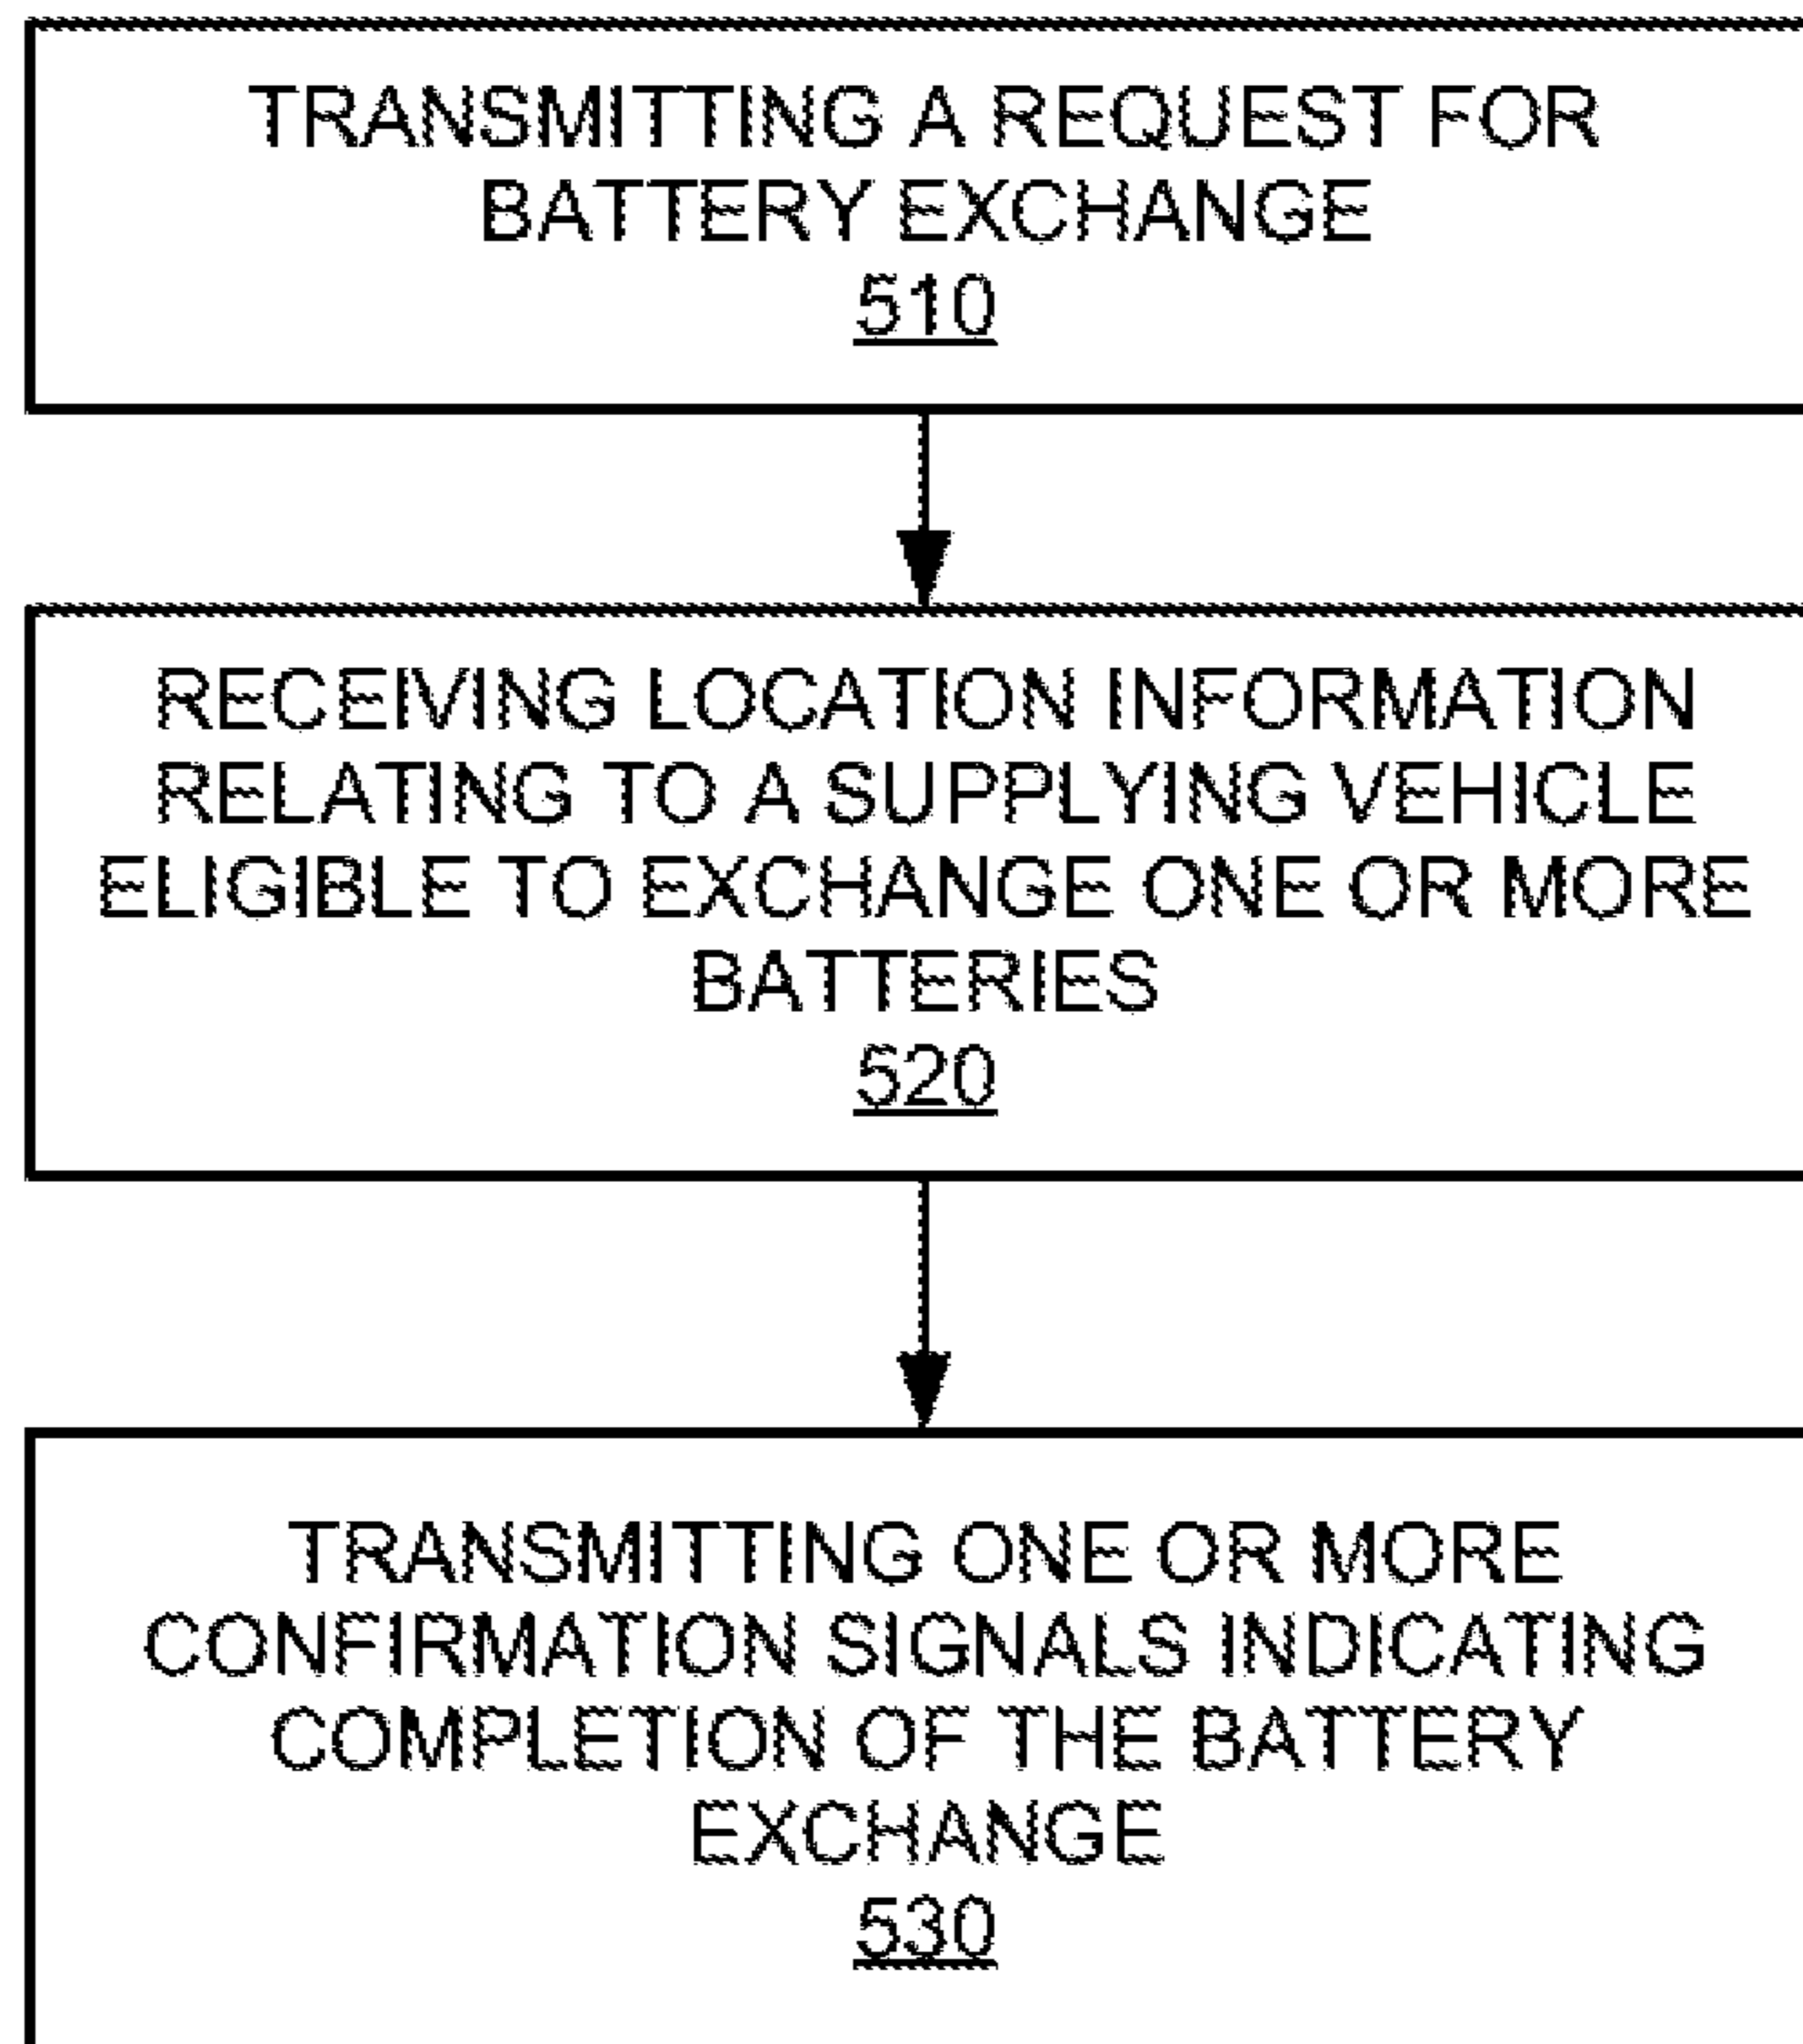 TRANSMITTING A REQUEST FOR
BATTERY EXCHANGE
510
RECEIVING LOCATION INFORMATION
RELATING TO A SUPPLYING VEHICLE
ELIGIBLE TO EXCHANGE ONE OR MORE
BATTERIES
520
TRANSMITTING ONE OR MORE
CONFIRMATION SIGNALS INDICATING
COMPLETION OF THE BATTERY
EXCHANGE
530